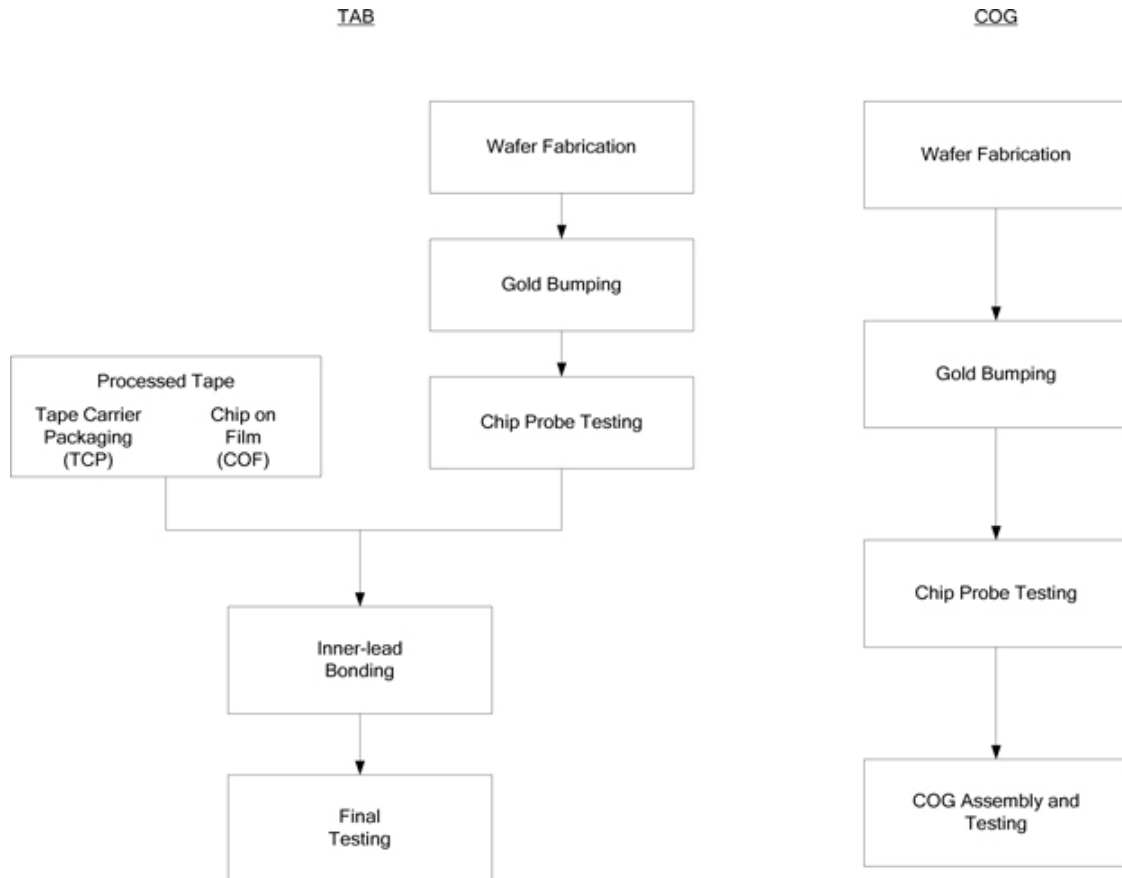 TAB
COG
Wafer Fabrication
Wafer Fabrication
Gold Bumping
Gold Bumping
Processed Tape
Tape Carrier
Packaging
(TCP)
Chip on
Film
(COF)
Chip Probe Testing
Chip Probe Testing
Inner-lead
Bonding
Final
Testing
COG Assembly and
Testing